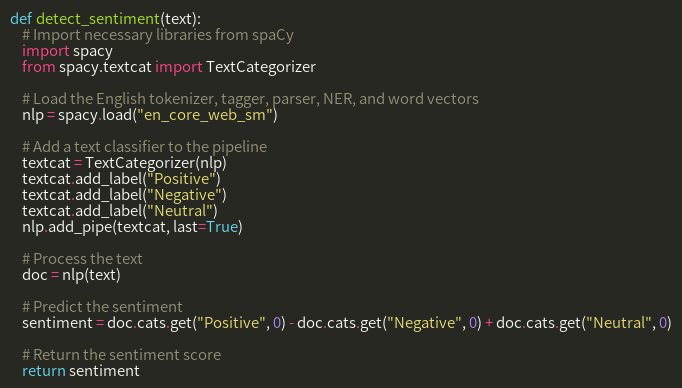 def detect_sentiment(text):
    # Import necessary libraries from spaCy
    import spacy
    from spacy.textcat import TextCategorizer

    # Load the English tokenizer, tagger, parser, NER, and word vectors
    nlp = spacy.load("en_core_web_sm")

    # Add a text classifier to the pipeline
    textcat = TextCategorizer(nlp)
    textcat.add_label("Positive")
    textcat.add_label("Negative")
    textcat.add_label("Neutral")
    nlp.add_pipe(textcat, last=True)

    # Process the text
    doc = nlp(text)

    # Predict the sentiment
    sentiment = doc.cats.get("Positive", 0) - doc.cats.get("Negative", 0) + doc.cats.get("Neutral", 0)

    # Return the sentiment score
    return sentiment